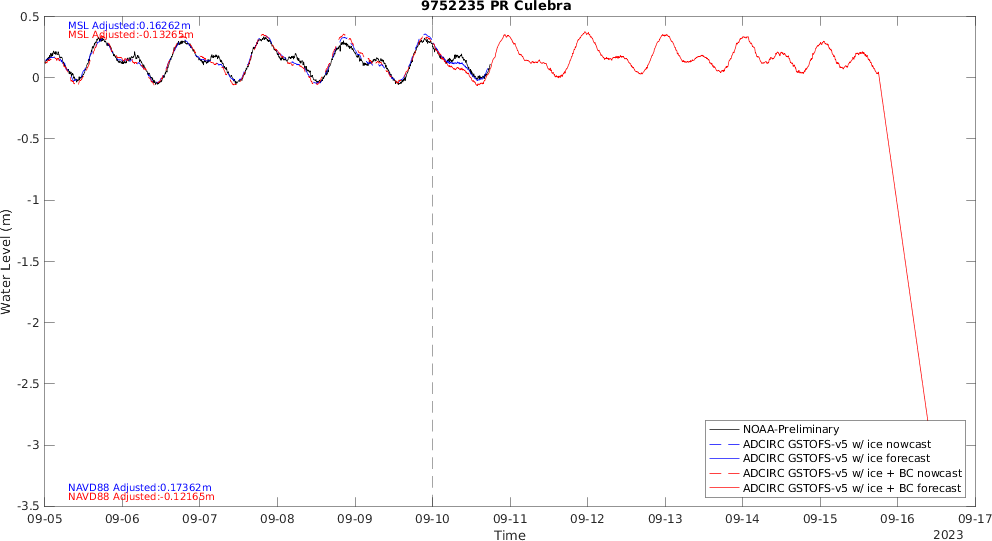 9752235 PR Culebra
MSL Adjusted:0.16262m
MSL Adjusted:-0.13265m
0.5
0
-0.5
-1
-1.5
-2
-2.5
-3
-3.5
Water Level (m)
NOAA-Preliminary
ADCIRC GSTOFS-v5 w/ ice nowcast
ADCIRC GSTOFS-v5 w/ ice forecast
ADCIRC GSTOFS-v5 w/ ice + BC nowcast
ADCIRC GSTOFS-v5 w/ ice + BC forecast
NAVD88 Adjusted:0.17362m
NAVD88 Adjusted:-0.12165m
09-05 09-06 09-07 09-08 09-09 09-10 09-11 09-12 09-13 09-14 09-15 09-16 09-17
Time
2023